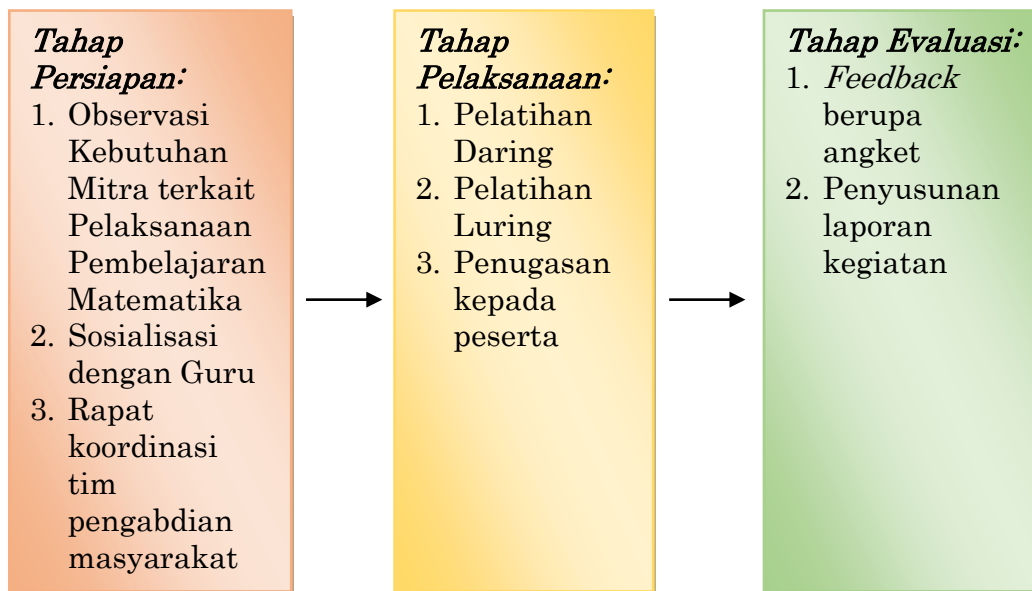 Tahap
Persiapan:
1. Observasi
Kebutuhan
Mitra terkait
Pelaksanaan
Pembelajaran
Matematika
2. Sosialisasi
dengan Guru
3. Rapat
koordinasi
tim
pengabdian
masyarakat
Tahap
Pelaksanaan:
1. Pelatihan
Daring
2. Pelatihan
Luring
3. Penugasan
kepada
peserta
Tahap Evaluasi:
1. Feedback
berupa
angket
2. Penyusunan
laporan
kegiatan